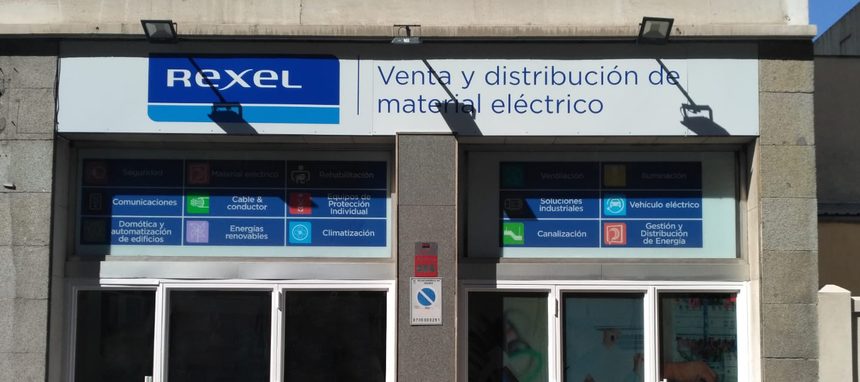 REXEL
Venta y distribución de
material eléctrico
Seguridad
Material eléctrico
Rehabilitación
Comunicaciones
Cable &
conductor
Equipos de
Protección
Individual
Domótica y
automatización
de edificios
Energías
renovables
Climatización
Ventilación
Iluminación
Soluciones
industriales
Vehículo eléctrico
Canalización
Gestión y
Distribución
de Energía